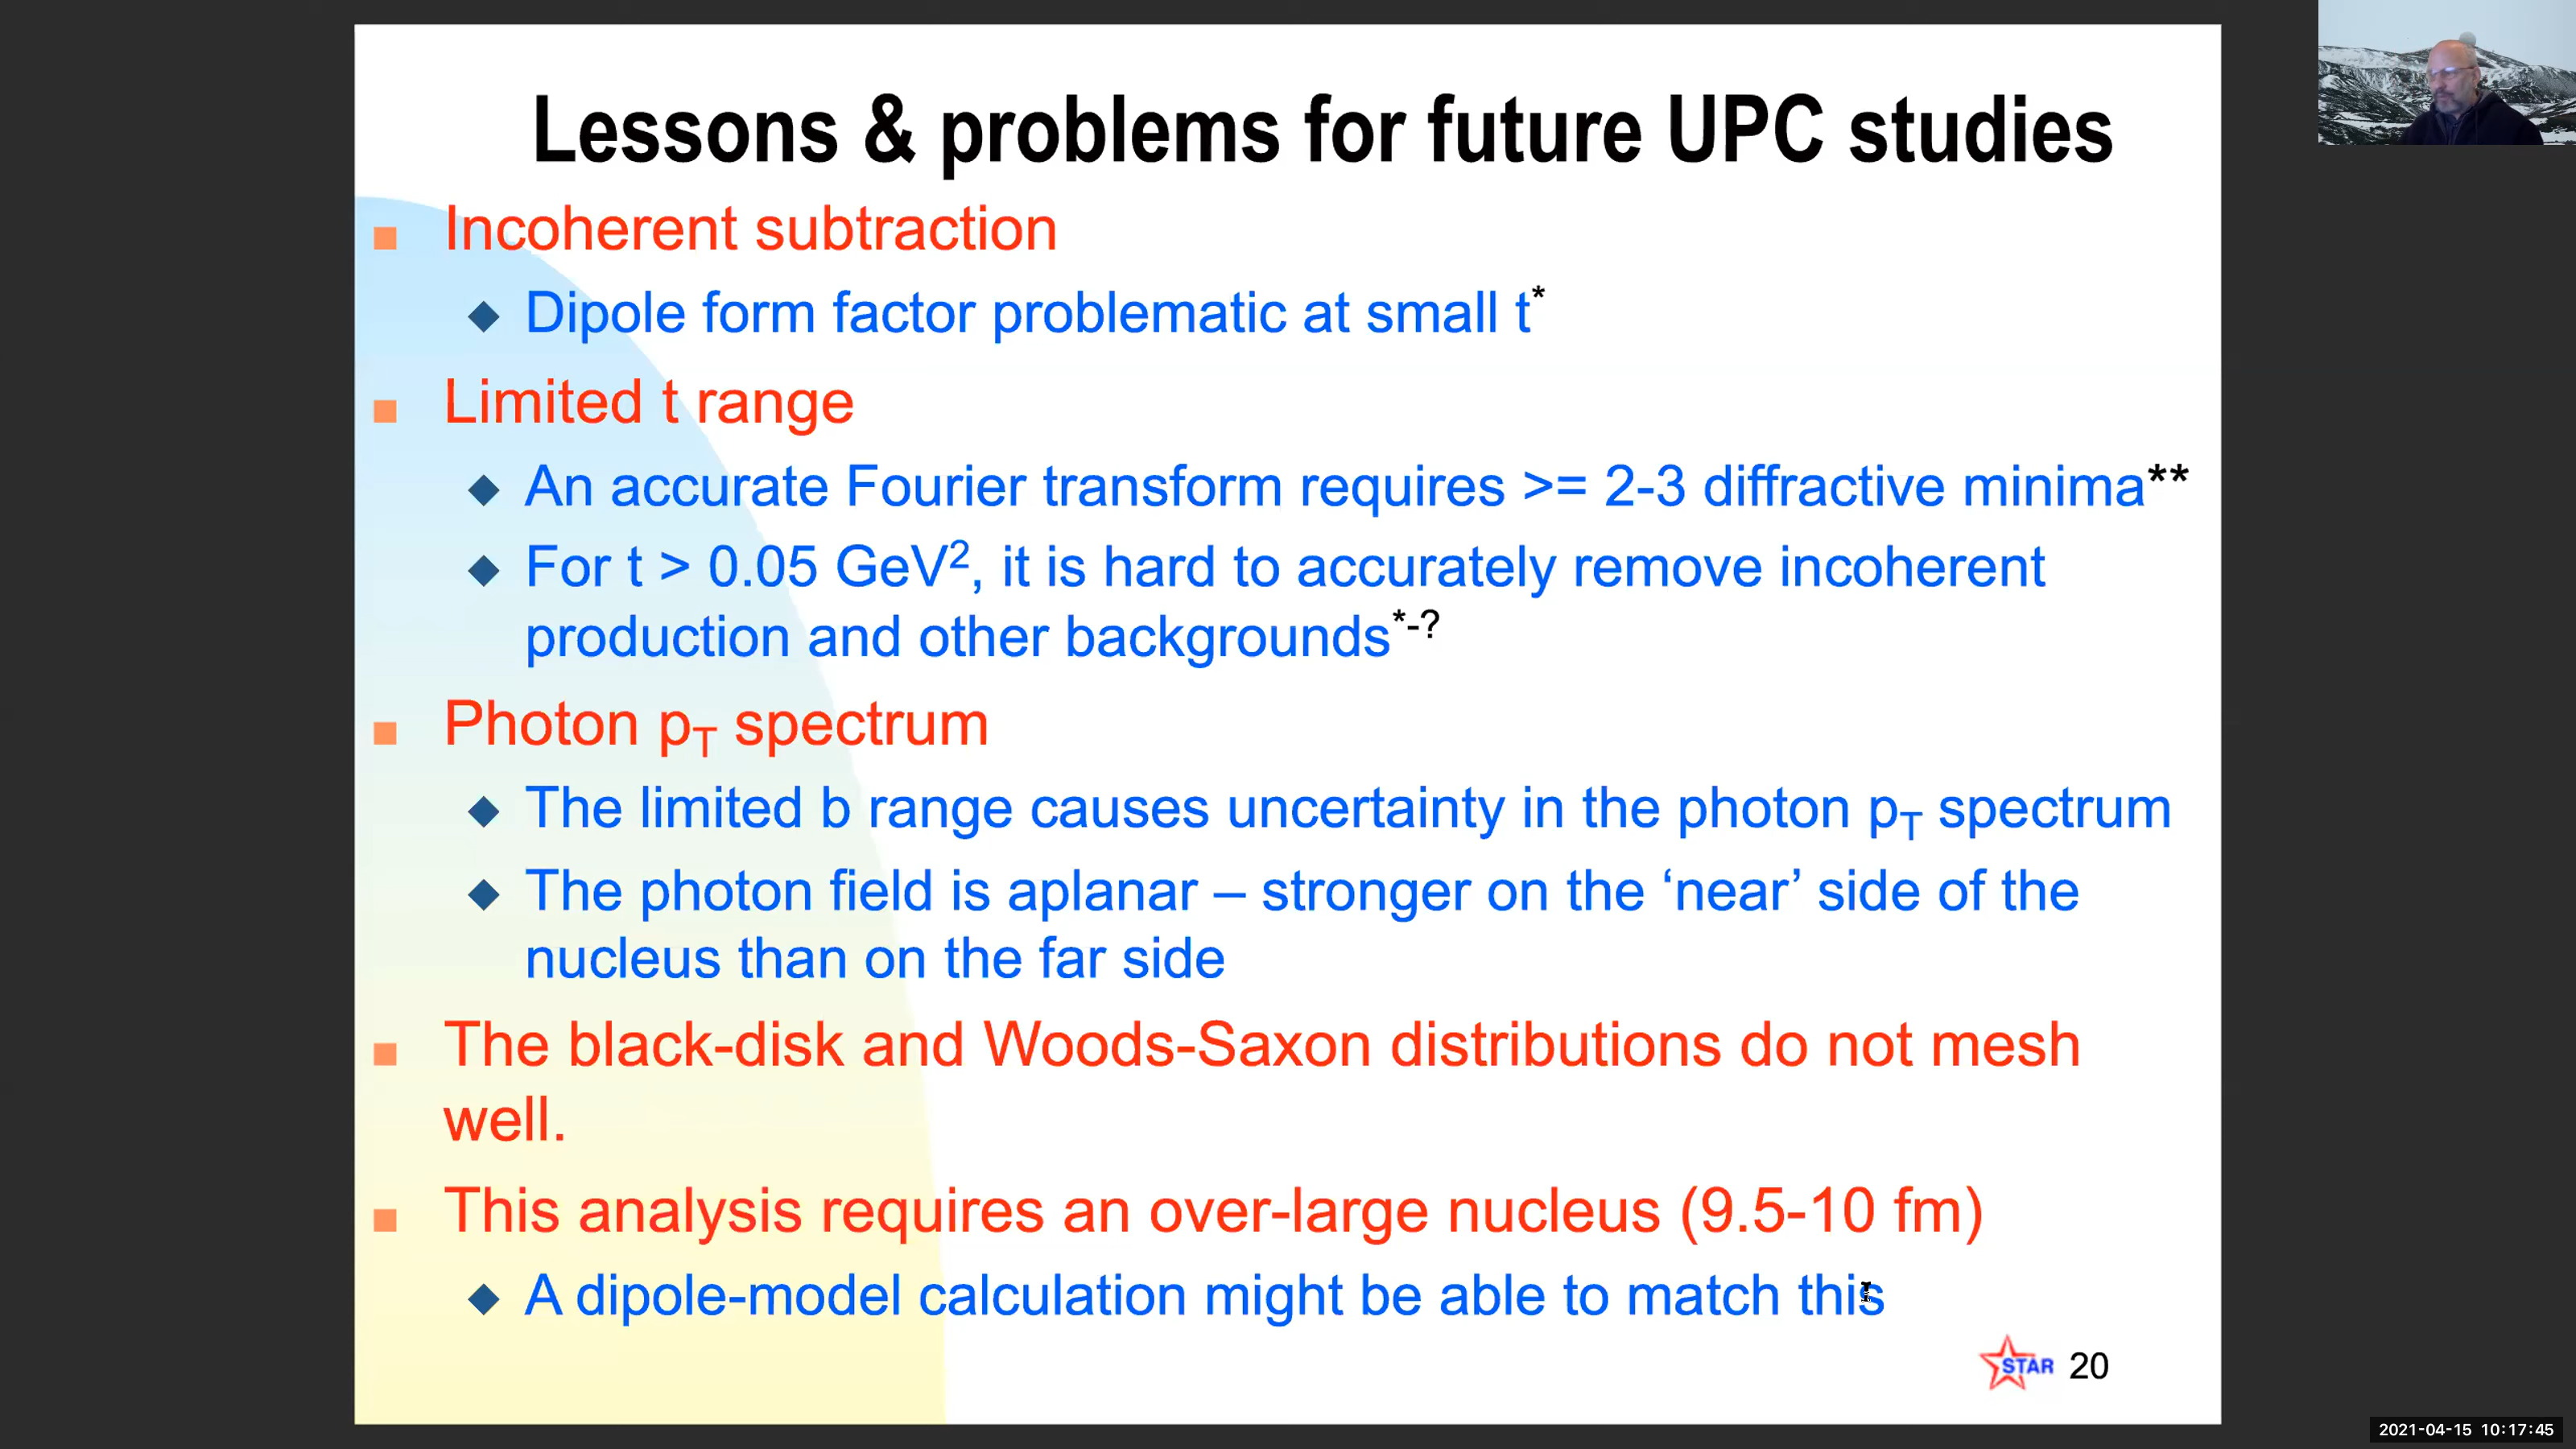 Lessons & problems for future UPC studies
Incoherent subtraction
Dipole form factor problematic at small t*
Limited t range
An accurate Fourier transform requires >= 2-3 diffractive minima**
For t > 0.05 GeV², it is hard to accurately remove incoherent
production and other backgrounds*-?
Photon pT spectrum
The limited b range causes uncertainty in the photon pT spectrum
The photon field is aplanar – stronger on the ‘near’ side of the
nucleus than on the far side
The black-disk and Woods-Saxon distributions do not mesh
well.
This analysis requires an over-large nucleus (9.5-10 fm)
A dipole-model calculation might be able to match this
STAR 20
2021-04-15 10:17:45